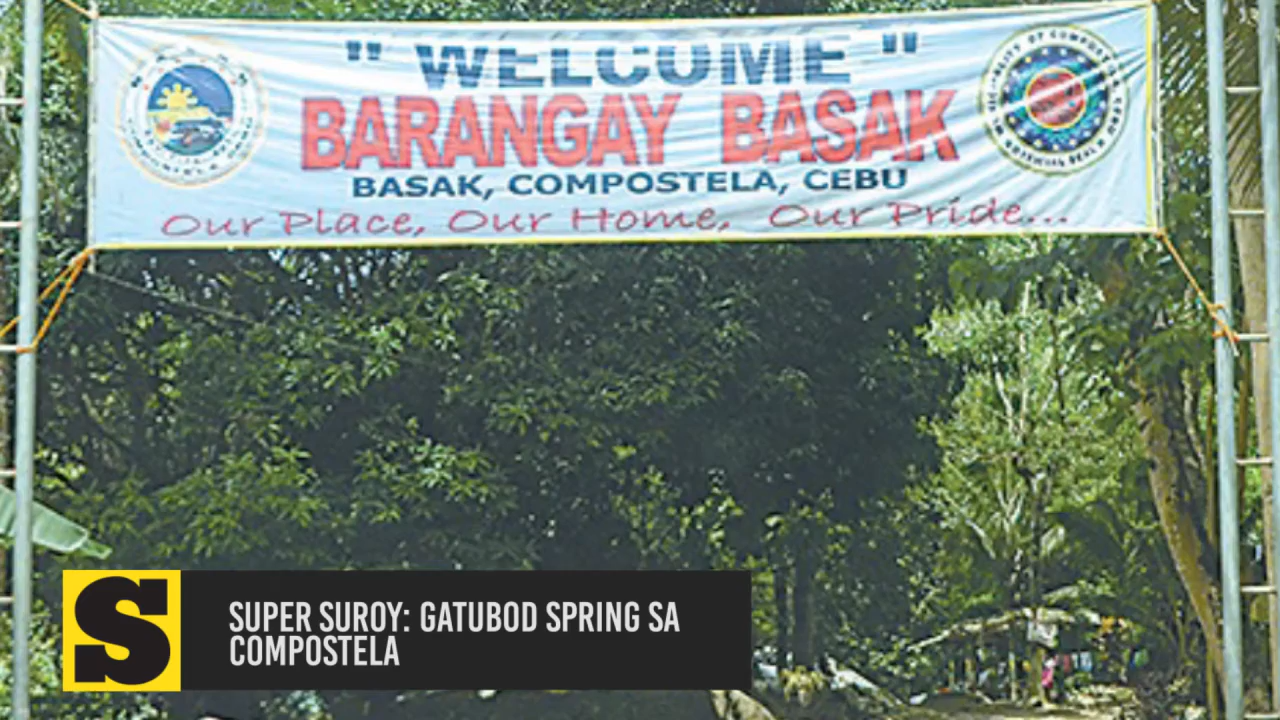 " WELCOME "
BARANGAY BASAK
BASAK, COMPOSTELA, CEBU
Our Place, Our Home, Our Pride...
S
SUPER SUROY: GATUBOD SPRING SA
COMPOSTELA